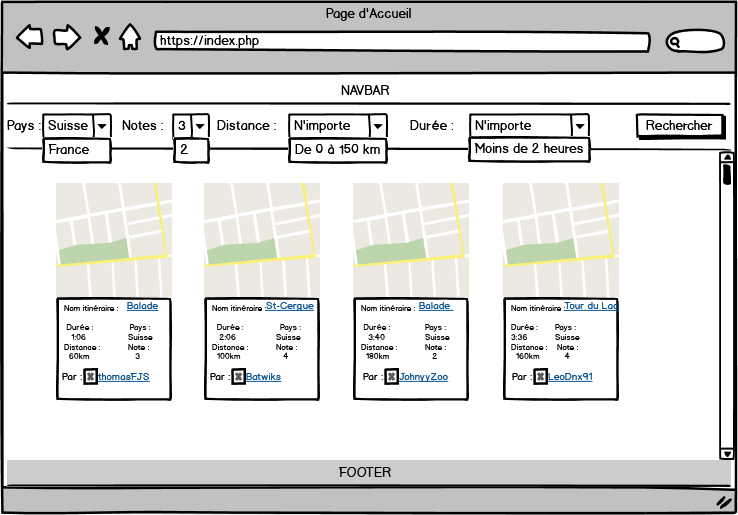 Page d'Accueil
https://index.php
NAVBAR
Pays : Suisse Notes : 3 Distance : N'importe Durée : N'importe Rechercher
France 2 De 0 à 150 km Moins de 2 heures
Nom itinéraire : Balade
Durée : Pays :
1:06 Suisse
Distance : Note :
60km 3
Par : thomasFJS
Nom itinéraire : St-Cergue
Durée : Pays :
2:06 Suisse
Distance : Note :
100km 4
Par : Batwiks
Nom itinéraire : Balade
Durée : Pays :
3:40 Suisse
Distance : Note :
180km 2
Par : JohnyyZoo
Nom itinéraire : Tour du Lac
Durée : Pays :
3:36 Suisse
Distance : Note :
160km 4
Par : LeoDnx91
FOOTER